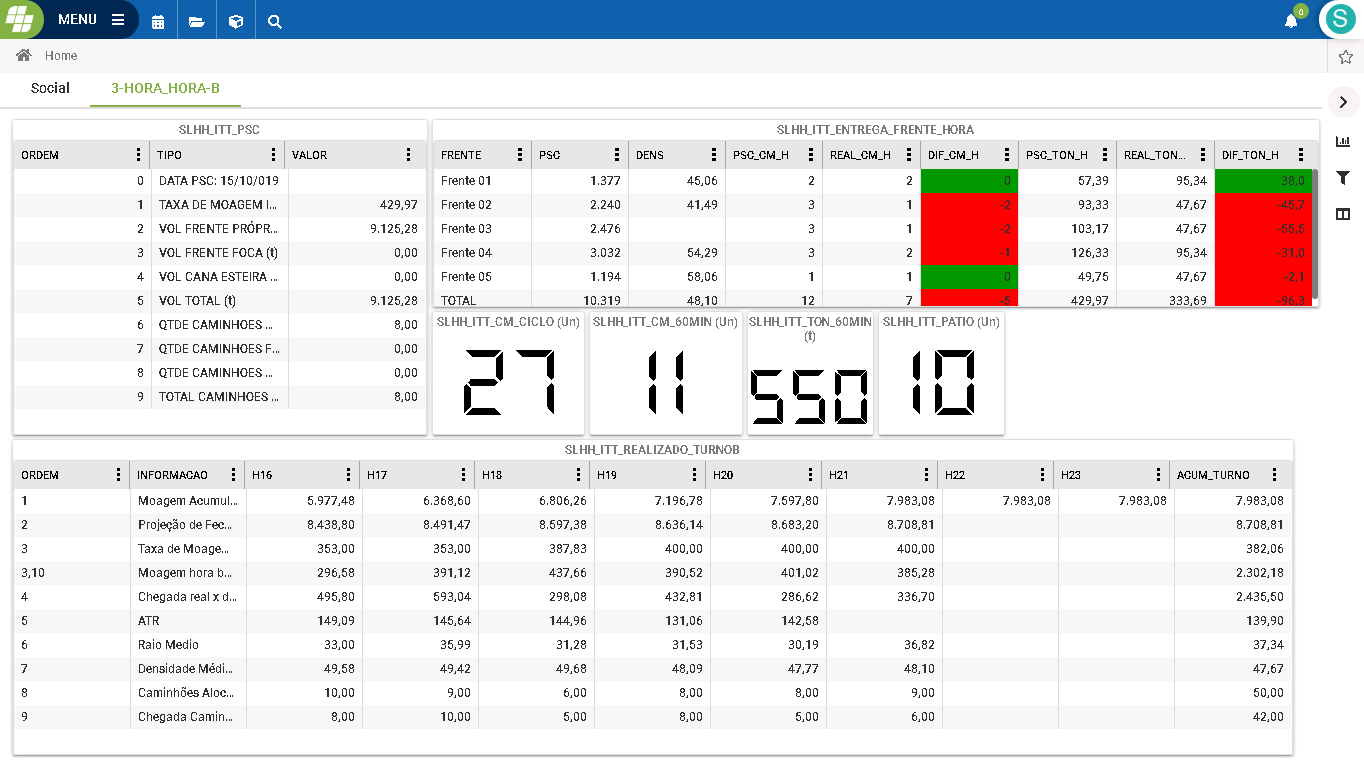 MENU
0
S
Home
Social 3-HORA_HORA-B
SLHH_ITT_PSC
ORDEM TIPO VALOR
0 DATA PSC: 15/10/019
1 TAXA DE MOAGEM I... 429,97
2 VOL FRENTE PRÓPR... 9.125,28
3 VOL FRENTE FOCA (t) 0,00
4 VOL CANA ESTEIRA ... 0,00
5 VOL TOTAL (t) 9.125,28
6 QTDE CAMINHOES ... 8,00
7 QTDE CAMINHOES F... 0,00
8 QTDE CAMINHOES ... 0,00
9 TOTAL CAMINHOES ... 8,00
SLHH_ITT_ENTREGA_FRENTE_HORA
FRENTE PSC DENS PSC_CM_H REAL_CM_H DIF_CM_H PSC_TON_H REAL_TON... DIF_TON_H
Frente 01 1.377 45,06 2 2 0 57,39 95,34 38,0
Frente 02 2.240 41,49 3 1 -2 93,33 47,67 -45,7
Frente 03 2.476 3 1 -2 103,17 47,67 -55,5
Frente 04 3.032 54,29 3 2 -1 126,33 95,34 -31,0
Frente 05 1.194 58,06 1 1 0 49,75 47,67 -2,1
TOTAL 10.319 48,10 12 7 -5 429,97 333,69 -96,3
SLHH_ITT_CM_CICLO (Un)
27
SLHH_ITT_CM_60MIN (Un)
11
SLHH_ITT_TON_60MIN
(t)
550
SLHH_ITT_PATIO (Un)
10
SLHH_ITT_REALIZADO_TURNOB
ORDEM INFORMACAO H16 H17 H18 H19 H20 H21 H22 H23 AGUM_TURNO
1 Moagem Acumul... 5.977,48 6.368,60 6.806,26 7.196,78 7.597,80 7.983,08 7.983,08 7.983,08 7.983,08
2 Projeção de Fec... 8.438,80 8.491,47 8.597,38 8.636,14 8.683,20 8.708,81 8.708,81
3 Taxa de Moage... 353,00 353,00 387,83 400,00 400,00 400,00 382,06
3,10 Moagem hora b... 296,58 391,12 437,66 390,52 401,02 385,28 2.302,18
4 Chegada real x d... 495,80 593,04 298,08 432,81 286,62 336,70 2.435,50
5 ATR 149,09 145,64 144,96 131,06 142,58 139,90
6 Raio Medio 33,00 35,99 31,28 31,53 30,19 36,82 37,34
7 Densidade Médi... 49,58 49,42 49,68 48,09 47,77 48,10 47,67
8 Caminhões Aloc... 10,00 9,00 6,00 8,00 8,00 9,00 50,00
9 Chegada Camin... 8,00 10,00 5,00 8,00 5,00 6,00 42,00